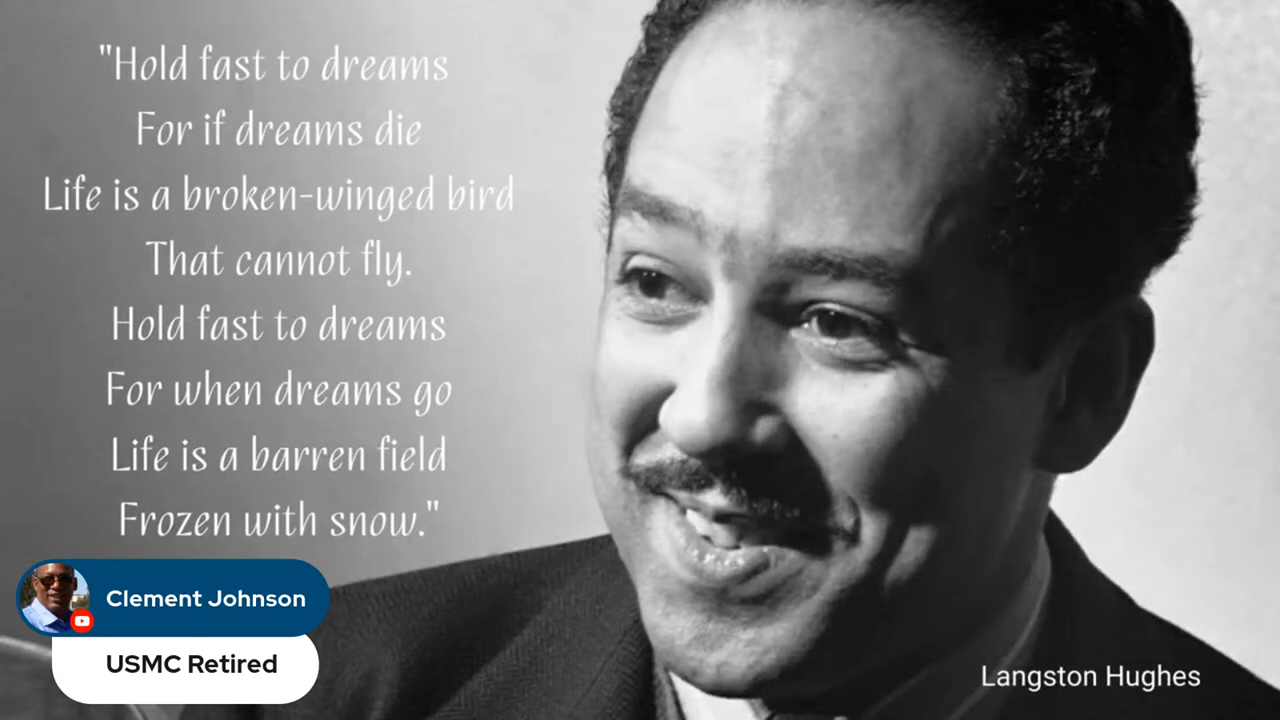 "Hold fast to dreams
For if dreams die
Life is a broken-winged bird
That cannot fly.
Hold fast to dreams
For when dreams go
Life is a barren field
Frozen with snow."
Clement Johnson
USMC Retired
Langston Hughes